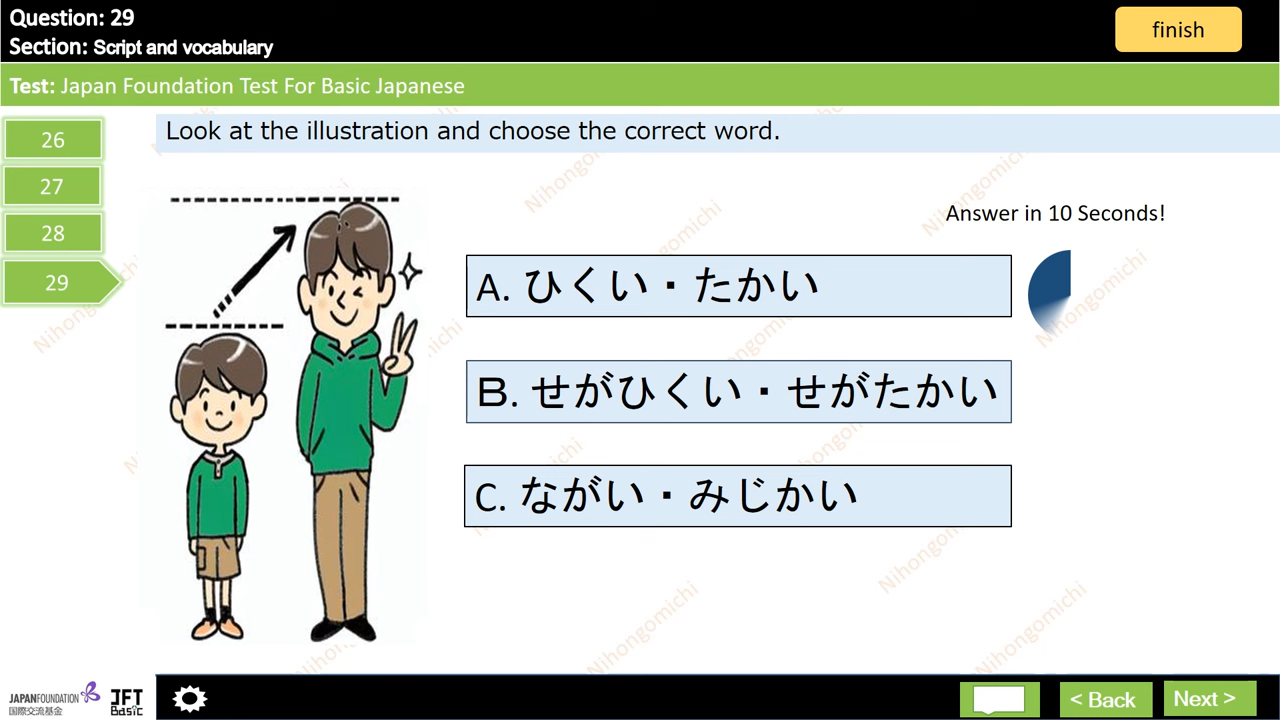 Question: 29
Section: Script and vocabulary
finish
Test: Japan Foundation Test For Basic Japanese
26
27
28
29
Look at the illustration and choose the correct word.
Answer in 10 Seconds!
A. ひくい・たかい
B. せがひくい・せがたかい
C. ながい・みじかい
Nihongomichi
JAPANFOUNDATION
国際交流基金
JFT
Basic
< Back
Next >